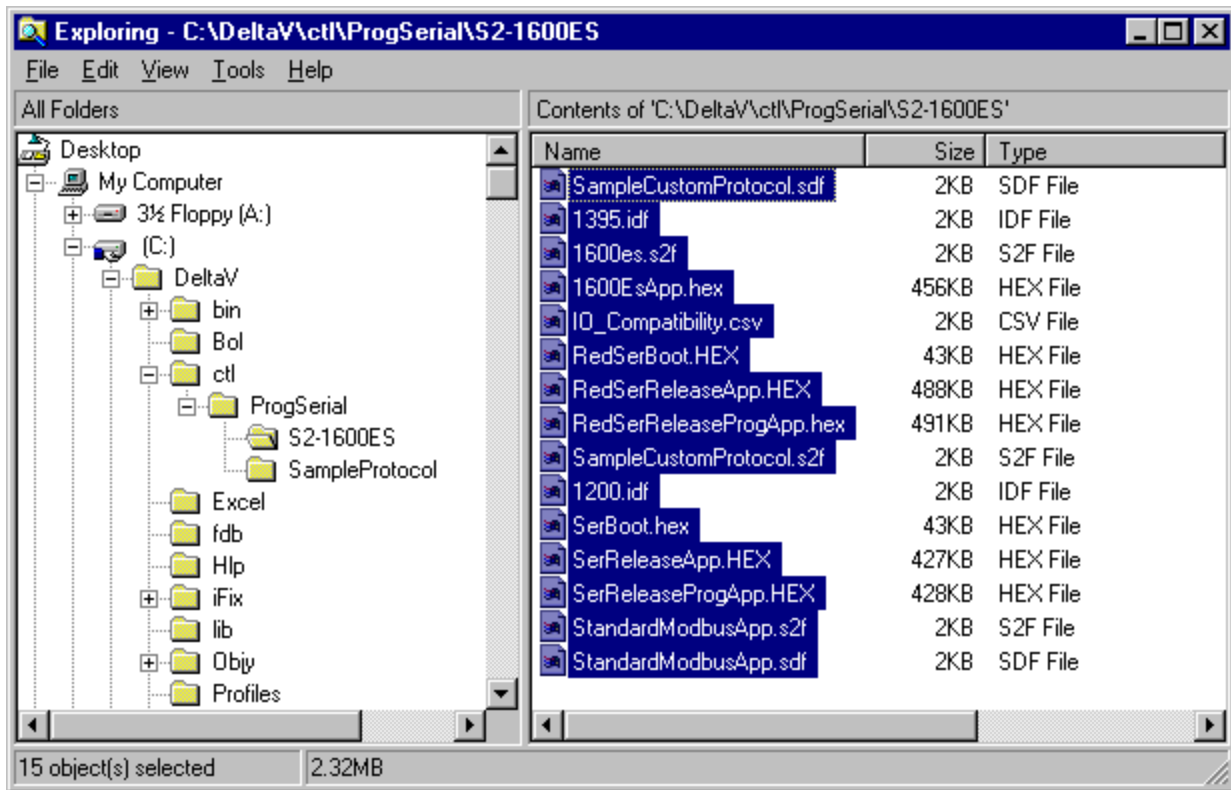 Exploring - C:\DeltaV\ctl\ProgSerial\S2-1600ES
File Edit View Tools Help
All Folders
Contents of 'C:\DeltaV\ctl\ProgSerial\S2-1600ES'
Desktop
My Computer
3½ Floppy (A:)
(C:)
DeltaV
bin
Bol
ctl
ProgSerial
S2-1600ES
SampleProtocol
Excel
fdb
Hlp
iFix
lib
Objy
Profiles
Name Size Type
SampleCustomProtocol.sdf 2KB SDF File
1395.idf 2KB IDF File
1600es.s2f 2KB S2F File
1600EsApp.hex 456KB HEX File
IO_Compatibility.csv 2KB CSV File
RedSerBoot.HEX 43KB HEX File
RedSerReleaseApp.HEX 488KB HEX File
RedSerReleaseProgApp.hex 491KB HEX File
SampleCustomProtocol.s2f 2KB S2F File
1200.idf 2KB IDF File
SerBoot.hex 43KB HEX File
SerReleaseApp.HEX 427KB HEX File
SerReleaseProgApp.HEX 428KB HEX File
StandardModbusApp.s2f 2KB S2F File
StandardModbusApp.sdf 2KB SDF File
15 object(s) selected 2.32MB